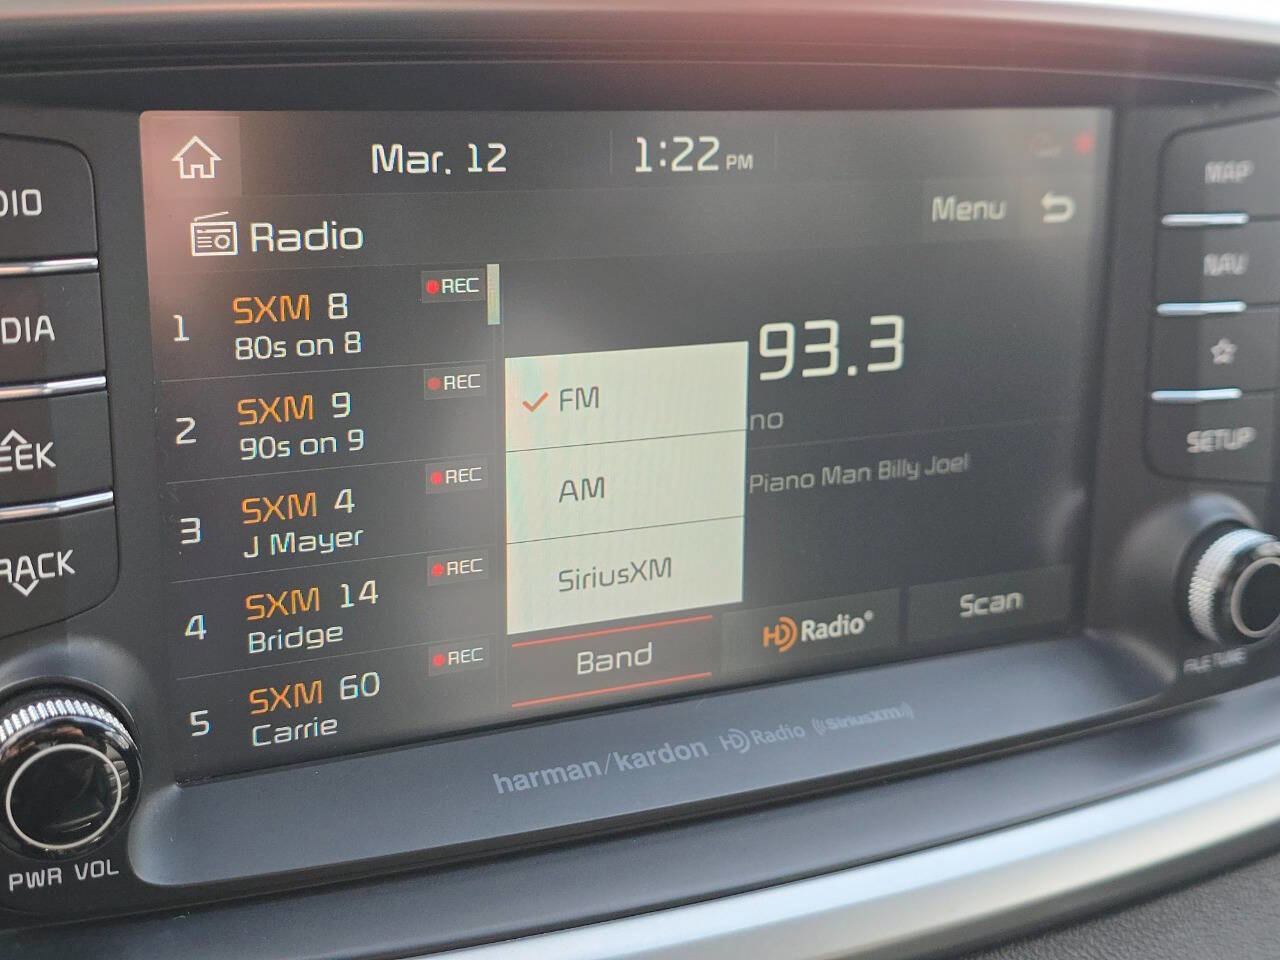 Mar. 12
1:22 PM
Radio
Menu
1 SXM 8
80s on 8
REC
2 SXM 9
90s on 9
REC
3 SXM 4
J Mayer
REC
4 SXM 14
Bridge
REC
5 SXM 60
Carrie
REC
93.3
FM
AM
SiriusXM
no
Piano Man Billy Joel
Band
HD Radio®
Scan
harman/kardon HD Radio SiriusXM
DIO
DIA
EEK
RACK
PWR VOL
MAP
NAV
SETUP
FILE TUNE